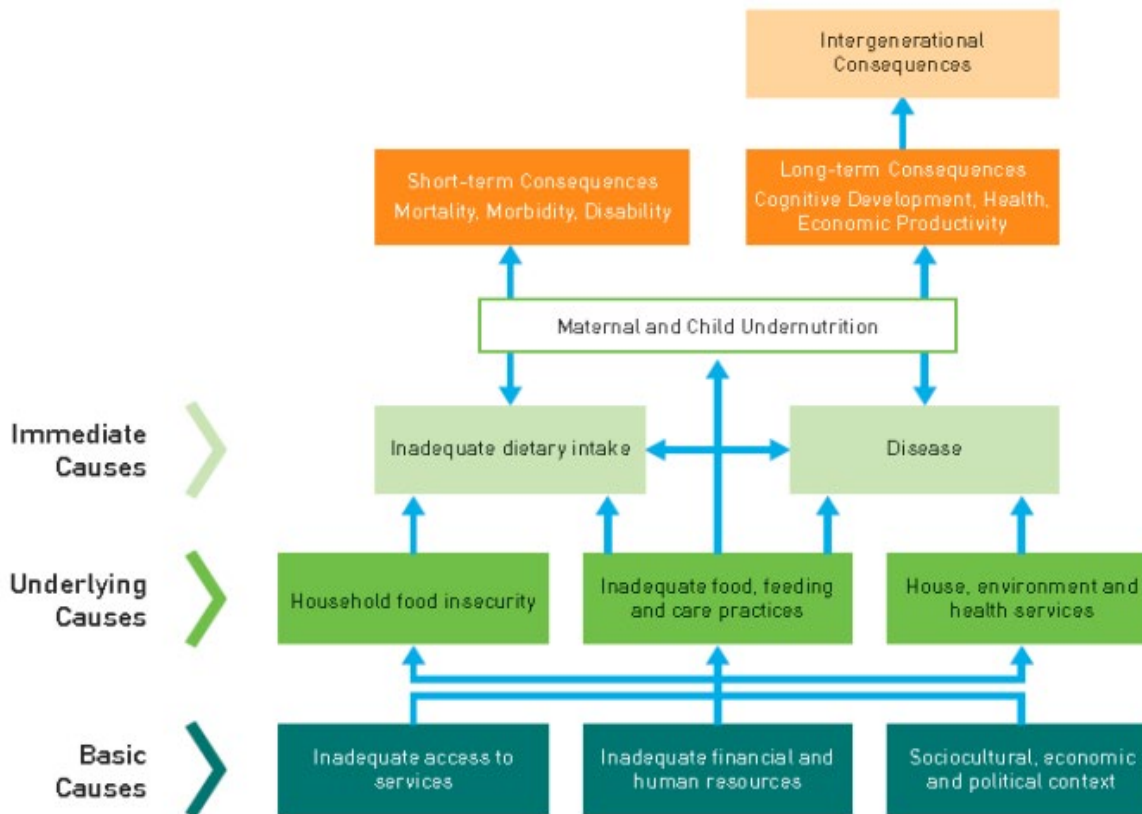 Intergenerational
Consequences
Short-term Consequences
Mortality, Morbidity, Disability
Long-term Consequences
Cognitive Development, Health,
Economic Productivity
Maternal and Child Undernutrition
Immediate
Causes
Inadequate dietary intake
Disease
Underlying
Causes
Household food insecurity
Inadequate food, feeding
and care practices
House, environment and
health services
Basic
Causes
Inadequate access to
services
Inadequate financial and
human resources
Sociocultural, economic
and political context